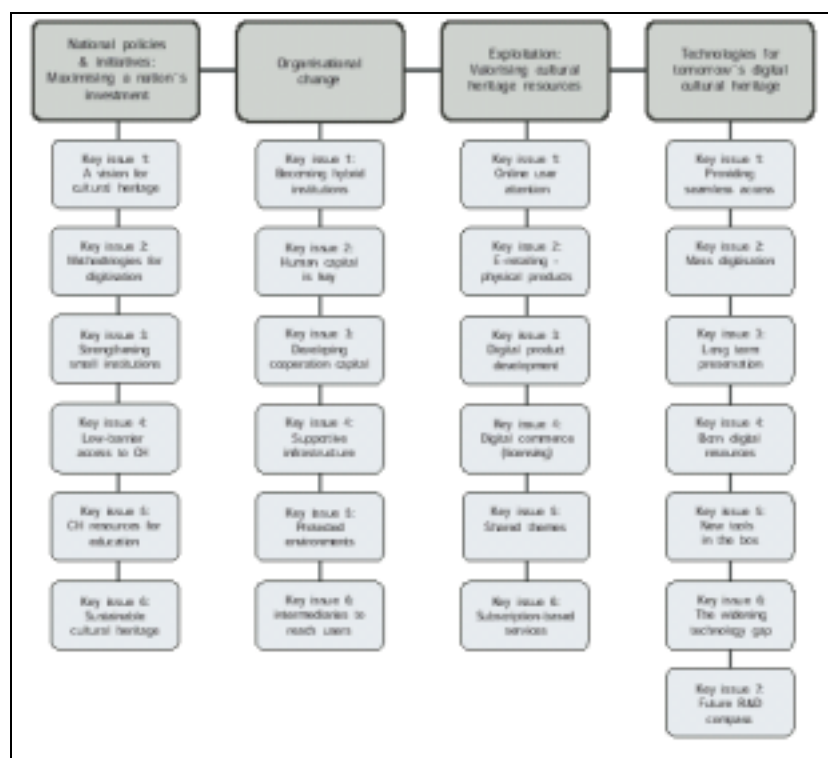 National policies
& initiatives:
Maximising a nation's
investment
Key issue 1:
A vision for
cultural heritage
Key issue 2:
Methodologies for
digitisation
Key issue 3:
Strengthening
small institutions
Key issue 4:
Low-barrier
access to CH
Key issue 5:
CH resources for
education
Key issue 6:
Sustainable
cultural heritage
Organisational
change
Key issue 1:
Becoming hybrid
institutions
Key issue 2:
Human capital
is key
Key issue 3:
Developing
cooperation capital
Key issue 4:
Supportive
infrastructure
Key issue 5:
Protected
environments
Key issue 6:
Intermediaries to
reach users
Exploitation:
Valorising cultural
heritage resources
Key issue 1:
Online user
attention
Key issue 2:
E-retailing -
physical products
Key issue 3:
Digital product
development
Key issue 4:
Digital commerce
(licensing)
Key issue 5:
Shared themes
Key issue 6:
Subscription-based
services
Technologies for
tomorrow's digital
cultural heritage
Key issue 1:
Providing
seamless access
Key issue 2:
Mass digitisation
Key issue 3:
Long term
preservation
Key issue 4:
Born digital
resources
Key issue 5:
New tools
in the box
Key issue 6:
The widening
technology gap
Key issue 7:
Future R&D
compass